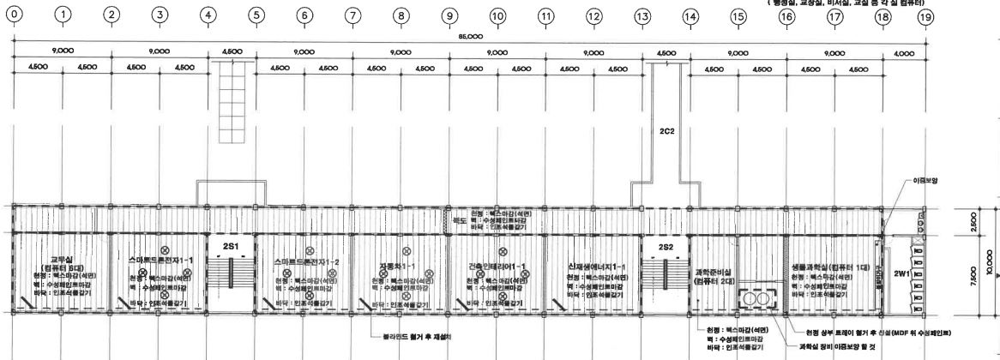 ( 행정실, 교장실, 비서실, 교실 등 각 실 컴퓨터)
0 1 2 3 4 5 6 7 8 9 10 11 12 13 14 15 16 17 18 19
85,000
9,000 9,000 4,500 9,000 9,000 9,000 9,000 4,500 9,000 9,000 4,000
4,500 4,500 4,500 4,500 4,500 4,500 4,500 4,500 4,500 4,500 4,500 4,500 4,500 4,500 4,500 4,500
2C2
이중보양
천정 : 텍스마감(석면)
복도 벽 : 수성페인트마감
바닥 : 인조석물갈기
2,500
7,500
10,000
2S1
2S2
2W1
교무실
(컴퓨터 6대)
천정 : 텍스마감(석면)
벽 : 수성페인트마감
바닥 : 인조석물갈기
스마트드론전자1-1
천정 : 텍스마감(석면)
벽 : 수성페인트마감
바닥 : 인조석물갈기
스마트드론전자1-2
천정 : 텍스마감(석면)
벽 : 수성페인트마감
바닥 : 인조석물갈기
자동차1-1
천정 : 텍스마감(석면)
벽 : 수성페인트마감
바닥 : 인조석물갈기
건축인테리어1-1
천정 : 텍스마감(석면)
벽 : 수성페인트마감
바닥 : 인조석물갈기
신재생에너지1-1
천정 : 텍스마감(석면)
벽 : 수성페인트마감
바닥 : 인조석물갈기
과학준비실
(컴퓨터 2대)
생물과학실(컴퓨터 1대)
천정 : 텍스마감(석면)
벽 : 수성페인트마감
바닥 : 인조석물갈기
블라인드 철거 후 재설치
천정 : 텍스마감(석면)
벽 : 수성페인트마감
바닥 : 인조석물갈기
천정 상부 트레이 철거 후 신설(MDF 위 수성페인트)
과학실 장비 이중보양 할 것